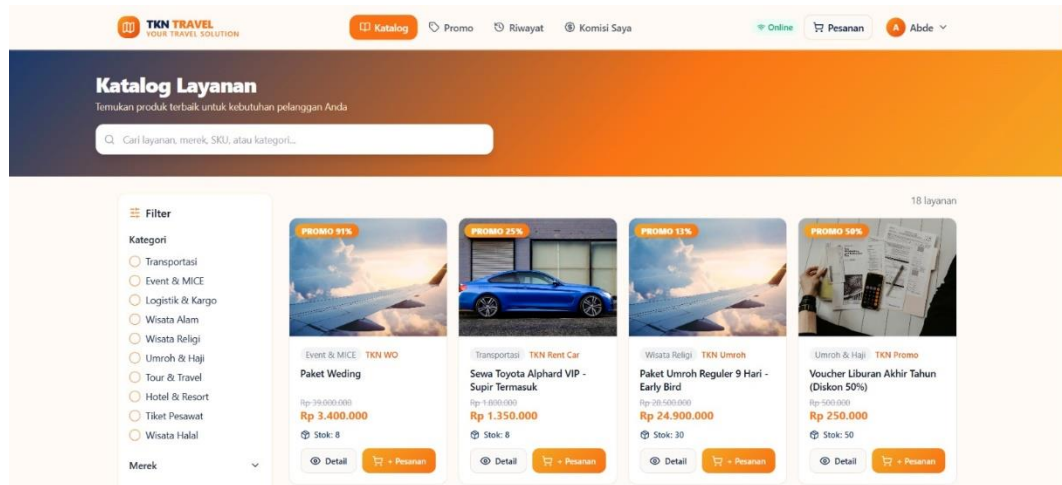 TKN TRAVEL
YOUR TRAVEL SOLUTION
Katalog
Promo
Riwayat
Komisi Saya
Online
Pesanan
A
Abde
Katalog Layanan
Temukan produk terbaik untuk kebutuhan pelanggan Anda
Cari layanan, merek, SKU, atau kategori...
18 layanan
Filter
Kategori
Transportasi
Event & MICE
Logistik & Kargo
Wisata Alam
Wisata Religi
Umroh & Haji
Tour & Travel
Hotel & Resort
Tiket Pesawat
Wisata Halal
Merek
PROMO 91%
Event & MICE TKN WO
Paket Weding
Rp 39.000.000
Rp 3.400.000
Stok: 8
Detail
+ Pesanan
PROMO 25%
Transportasi TKN Rent Car
Sewa Toyota Alphard VIP -
Supir Termasuk
Rp 1.800.000
Rp 1.350.000
Stok: 8
Detail
+ Pesanan
PROMO 13%
Wisata Religi TKN Umroh
Paket Umroh Reguler 9 Hari -
Early Bird
Rp 28.500.000
Rp 24.900.000
Stok: 30
Detail
+ Pesanan
PROMO 50%
Umroh & Haji TKN Promo
Voucher Liburan Akhir Tahun
(Diskon 50%)
Rp 500.000
Rp 250.000
Stok: 50
Detail
+ Pesanan